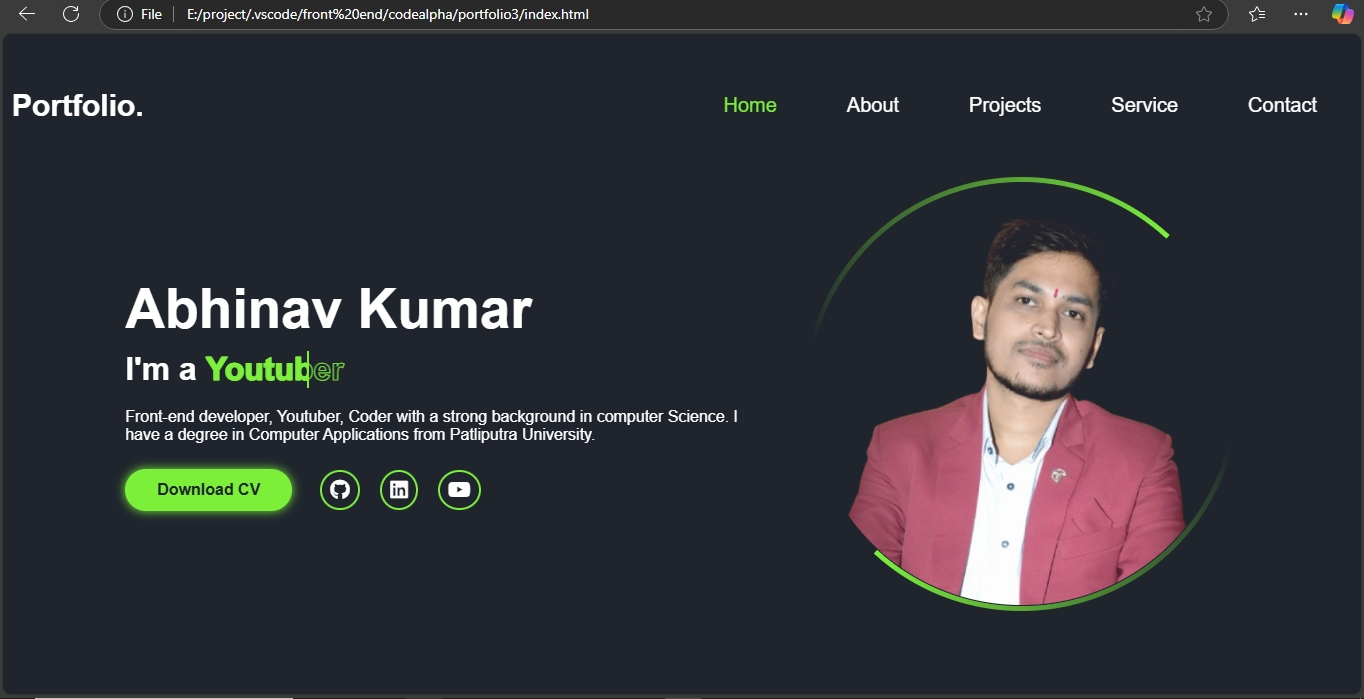 File E:/project/.vscode/front%20end/codealpha/portfolio3/index.html
Portfolio.
Home About Projects Service Contact
Abhinav Kumar
I'm a Youtuber
Front-end developer, Youtuber, Coder with a strong background in computer Science. I
have a degree in Computer Applications from Patliputra University.
Download CV
in